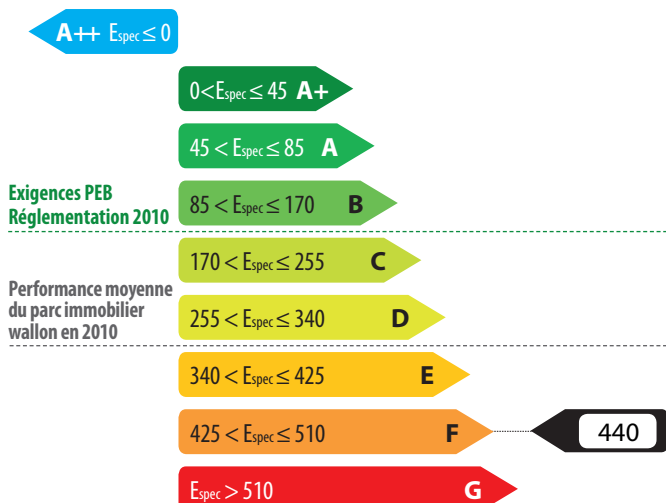 A++ Espec ≤ 0
0<Espec ≤ 45 A+
45 < Espec ≤ 85 A
Exigences PEB
Réglementation 2010
85 < Espec ≤ 170 B
170 < Espec ≤ 255 C
Performance moyenne
du parc immobilier
wallon en 2010
255 < Espec ≤ 340 D
340 < Espec ≤ 425 E
425 < Espec ≤ 510 F
440
Espec > 510 G